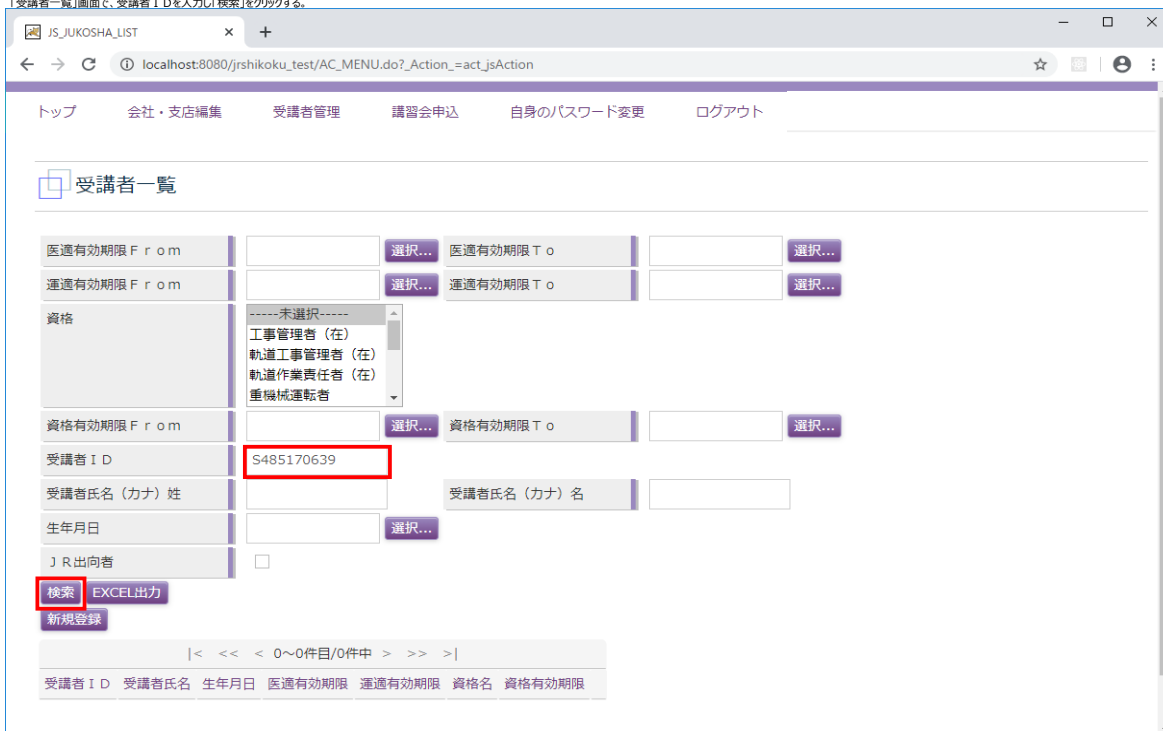 「受講者一覧」画面で、受講者ＩＤを入力し「検索」をクリックする。
JS_JUKOSHA_LIST × +
localhost:8080/jrshikoku_test/AC_MENU.do?_Action_=act_jsAction
トップ 会社・支店編集 受講者管理 講習会申込 自身のパスワード変更 ログアウト
受講者一覧
医適有効期限Ｆｒｏｍ 選択... 医適有効期限Ｔｏ 選択...
運適有効期限Ｆｒｏｍ 選択... 運適有効期限Ｔｏ 選択...
資格 -----未選択-----
工事管理者（在）
軌道工事管理者（在）
軌道作業責任者（在）
重機械運転者
資格有効期限Ｆｒｏｍ 選択... 資格有効期限Ｔｏ 選択...
受講者ＩＤ S485170639
受講者氏名（カナ）姓 受講者氏名（カナ）名
生年月日 選択...
ＪＲ出向者
検索 EXCEL出力
新規登録
|< << < 0～0件目/0件中 > >> >|
受講者ＩＤ 受講者氏名 生年月日 医適有効期限 運適有効期限 資格名 資格有効期限